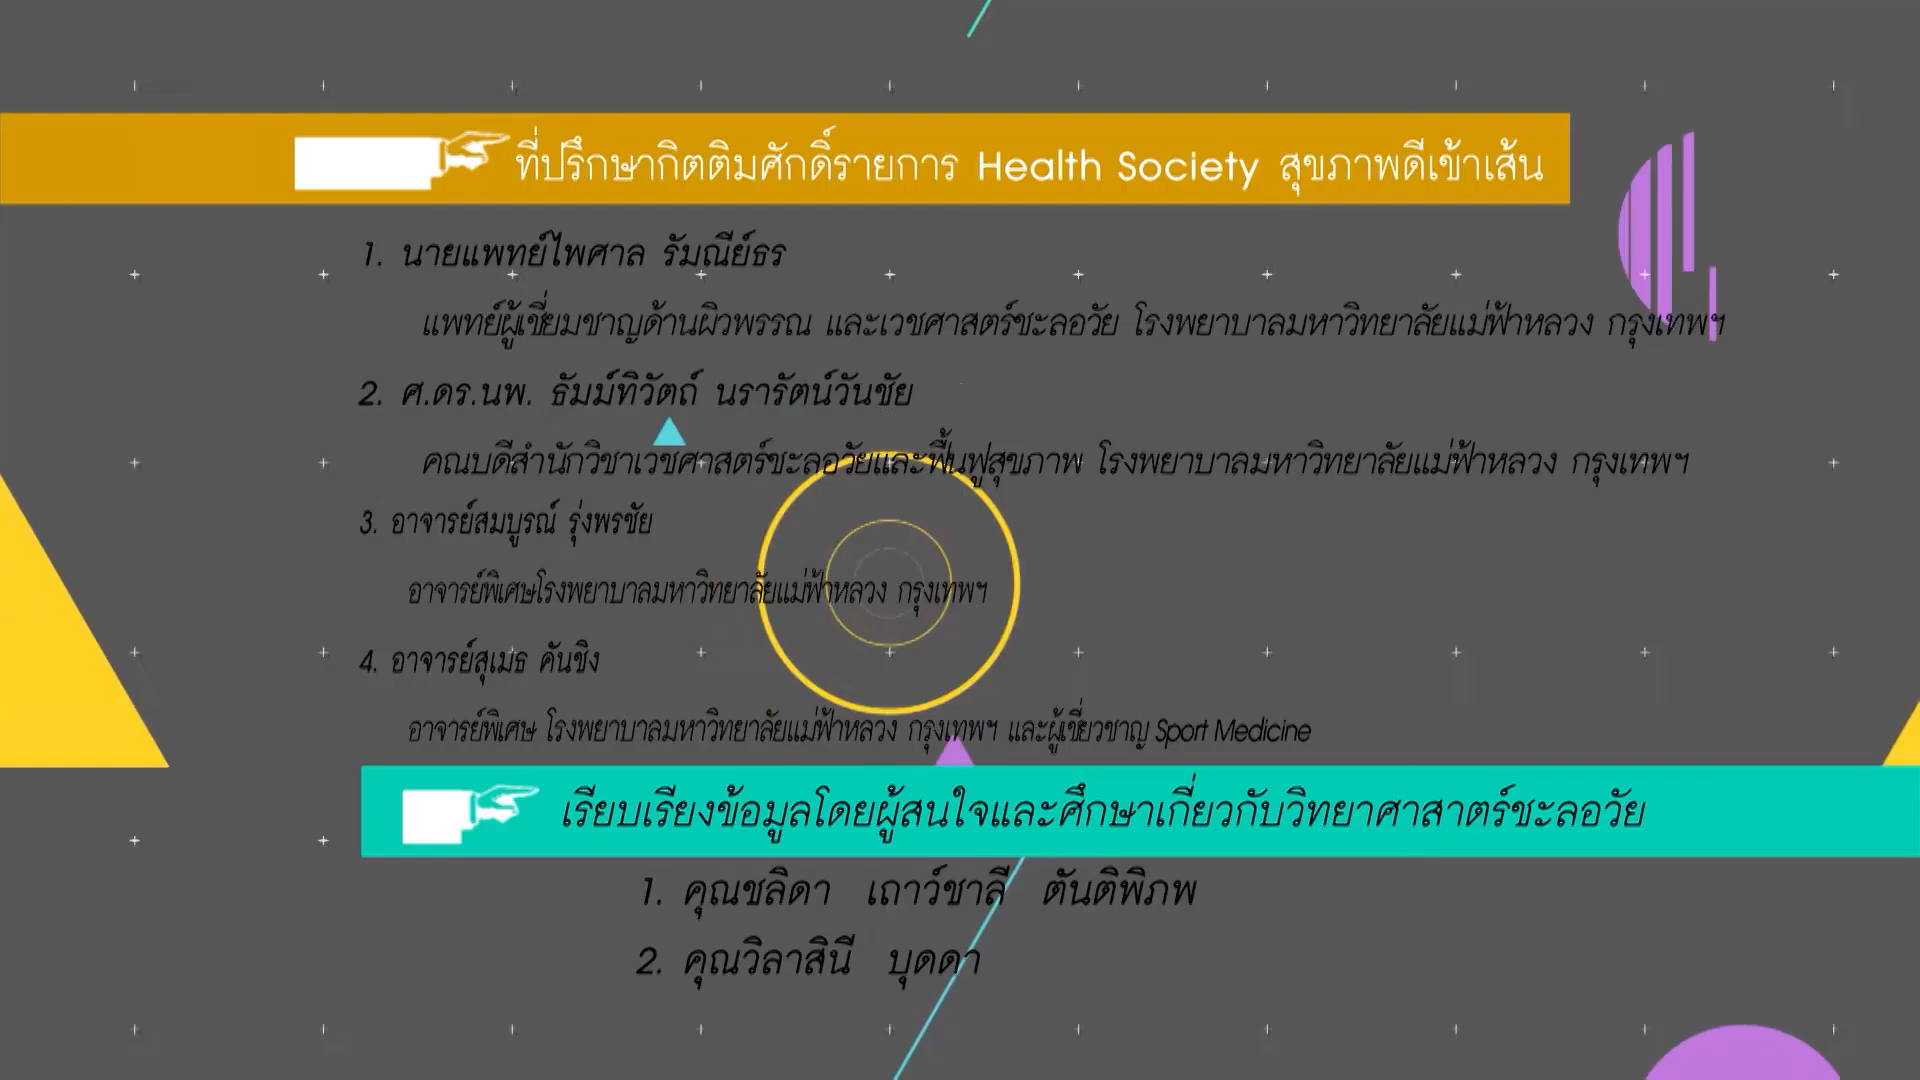 ที่ปรึกษากิตติมศักดิ์รายการ Health Society สุขภาพดีเข้าเส้น
1. นายแพทย์ไพศาล รัมณีย์ธร
แพทย์ผู้เชี่ยมชาญด้านผิวพรรณ และเวชศาสตร์ชะลอวัย โรงพยาบาลมหาวิทยาลัยแม่ฟ้าหลวง กรุงเทพฯ
2. ศ.ดร.นพ. ธัมม์ทิวัตถ์ นรารัตน์วันชัย
คณบดีสำนักวิชาเวชศาสตร์ชะลอวัยและฟื้นฟูสุขภาพ โรงพยาบาลมหาวิทยาลัยแม่ฟ้าหลวง กรุงเทพฯ
3. อาจารย์สมบูรณ์ รุ่งพรชัย
อาจารย์พิเศษโรงพยาบาลมหาวิทยาลัยแม่ฟ้าหลวง กรุงเทพฯ
4. อาจารย์สุเมธ คันชิง
อาจารย์พิเศษ โรงพยาบาลมหาวิทยาลัยแม่ฟ้าหลวง กรุงเทพฯ และผู้เชี่ยวชาญ Sport Medicine
เรียบเรียงข้อมูลโดยผู้สนใจและศึกษาเกี่ยวกับวิทยาศาสาตร์ชะลอวัย
1. คุณชลิดา เถาว์ชาลี ตันติพิภพ
2. คุณวิลาสินี บุดดา